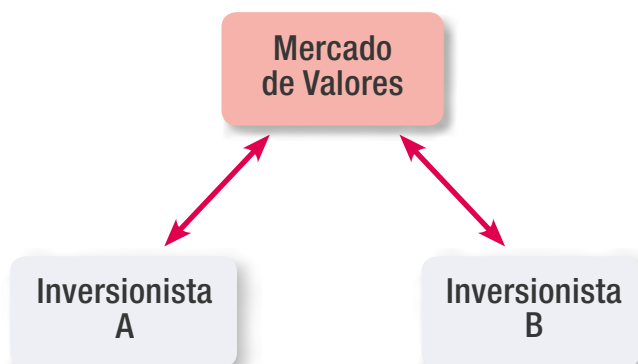 Mercado
de Valores
Inversionista
A
Inversionista
B